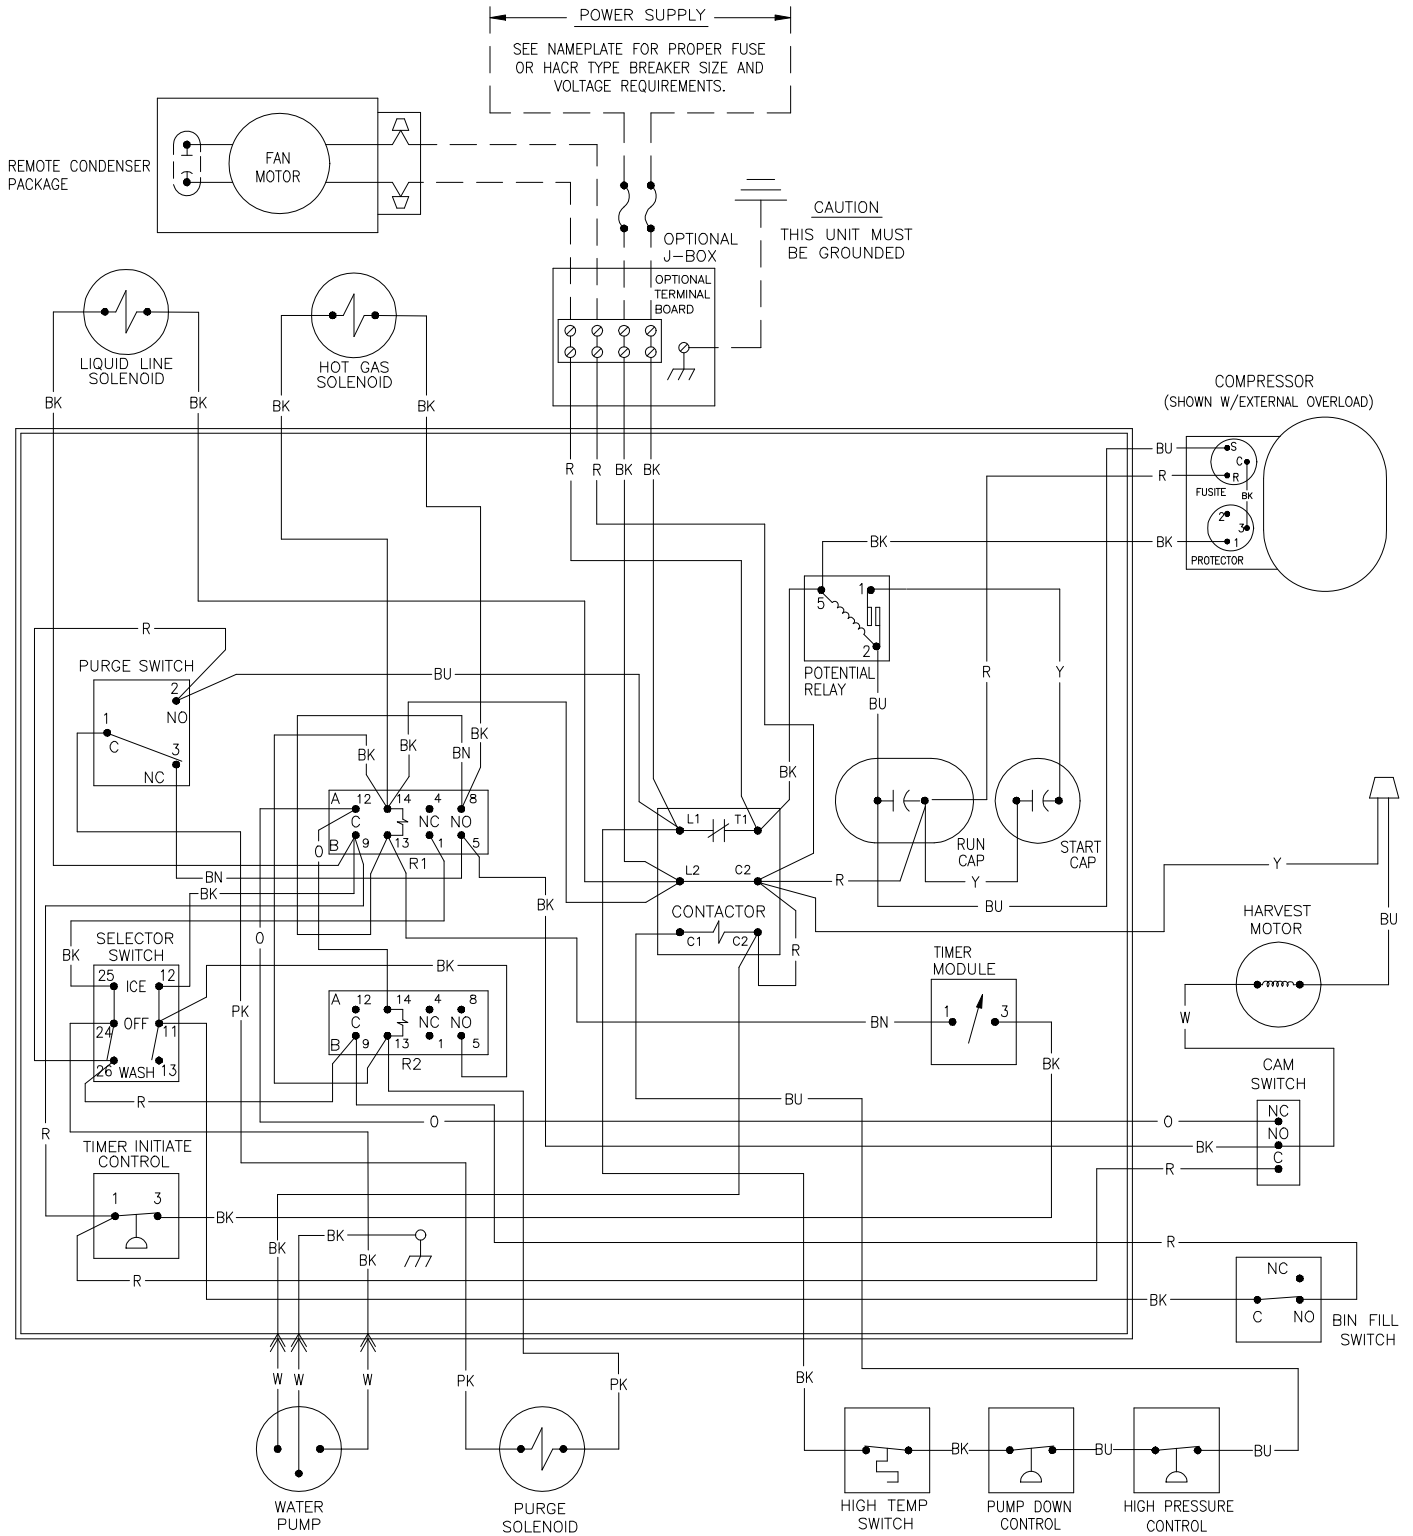 POWER SUPPLY
SEE NAMEPLATE FOR PROPER FUSE
OR HACR TYPE BREAKER SIZE AND
VOLTAGE REQUIREMENTS.
REMOTE CONDENSER
PACKAGE
FAN
MOTOR
CAUTION
THIS UNIT MUST
BE GROUNDED
OPTIONAL
J-BOX
OPTIONAL
TERMINAL
BOARD
LIQUID LINE
SOLENOID
HOT GAS
SOLENOID
BK
BK
BK
BK
R
R
BK
BK
COMPRESSOR
(SHOWN W/EXTERNAL OVERLOAD)
BU
R
BK
S
C
R
FUSITE
BK
2
3
1
PROTECTOR
BK
5
1
2
POTENTIAL
RELAY
R
Y
BU
R
PURGE SWITCH
2
NO
1
C
3
NC
BU
BK
BK
BN
BK
BK
A
12
14
4
8
C
NC
NO
B
9
13
1
5
R1
O
BN
BK
L1
T1
L2
C2
CONTACTOR
C1
C2
R
R
RUN
CAP
START
CAP
Y
BU
Y
BU
BK
O
SELECTOR
SWITCH
BK
25
ICE
12
24
OFF
11
26
WASH
13
BK
PK
A
12
14
4
8
C
NC
NO
B
9
13
1
5
R2
TIMER
MODULE
1
3
BN
BK
HARVEST
MOTOR
W
CAM
SWITCH
NC
NO
C
R
BU
O
O
BK
R
R
TIMER INITIATE
CONTROL
1
3
BK
BK
BK
BK
R
R
BK
NC
C
NO
BIN FILL
SWITCH
W
W
W
PK
PK
BK
WATER
PUMP
PURGE
SOLENOID
BK
BU
BU
HIGH TEMP
SWITCH
PUMP DOWN
CONTROL
HIGH PRESSURE
CONTROL